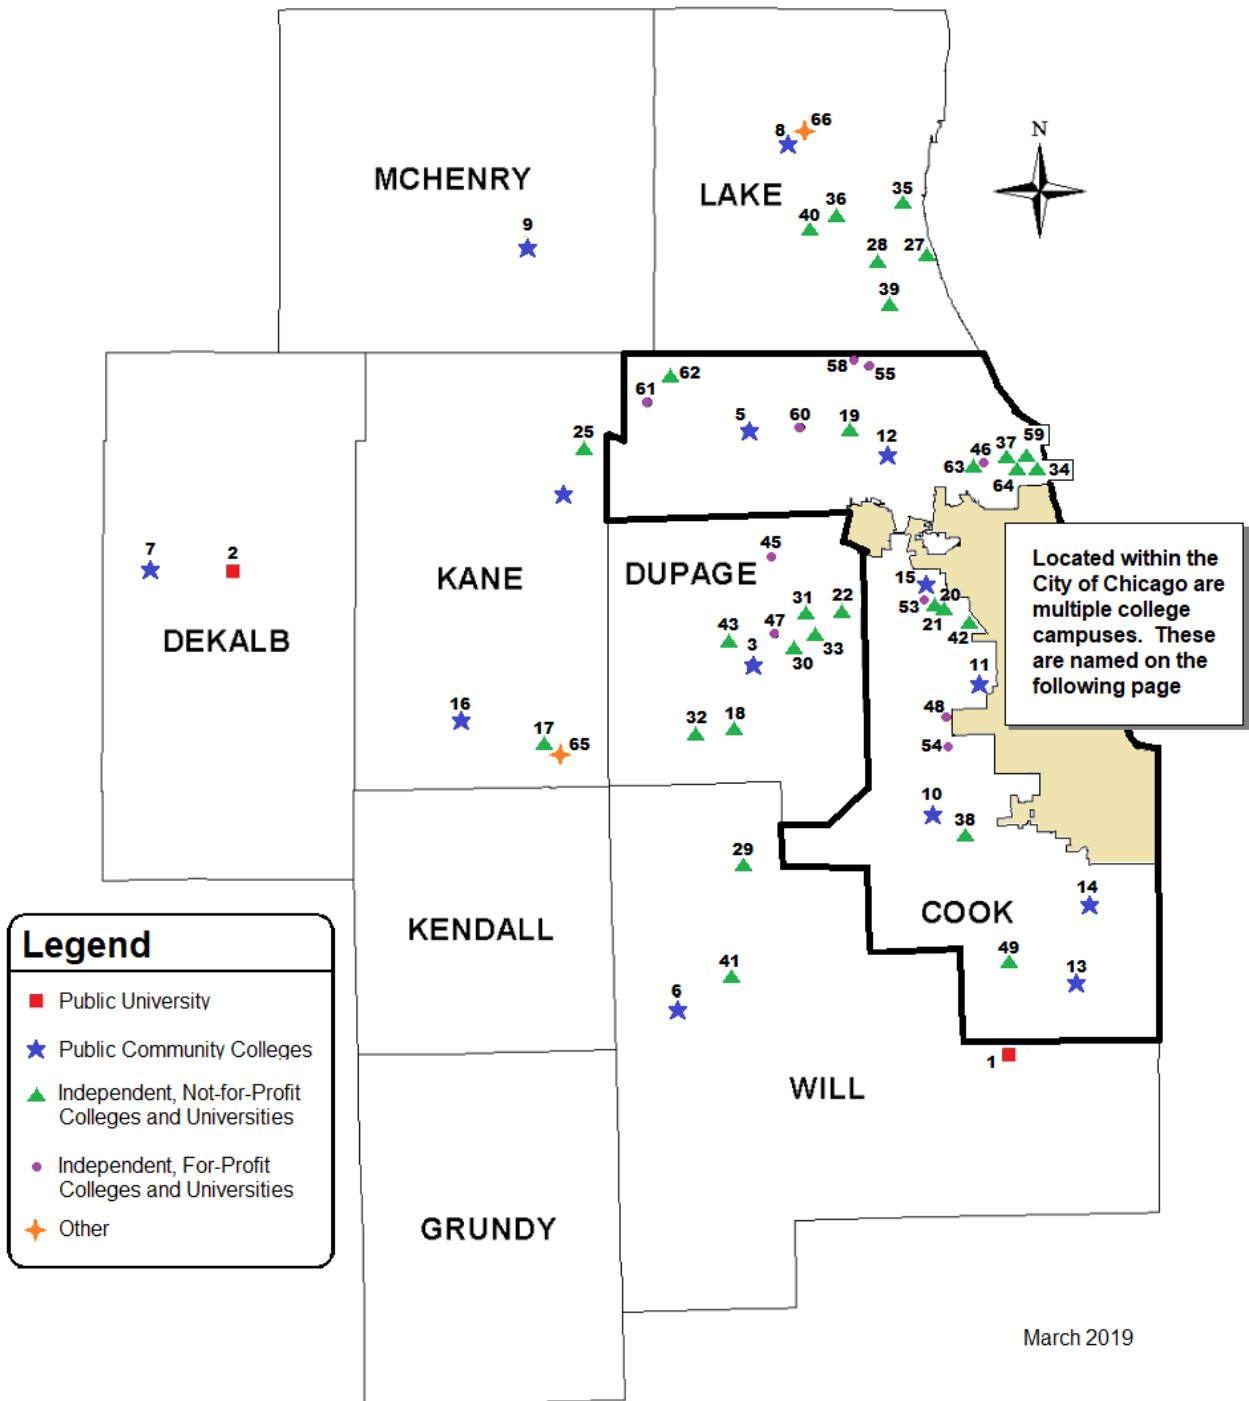 66
8
N
MCHENRY
LAKE
35
36
40
9
28
27
39
58
55
62
61
5
60
19
12
25
37
59
46
63
64
34
7
2
KANE
45
DUPAGE
Located within the
City of Chicago are
multiple college
campuses. These
are named on the
following page
15
20
53
21
42
31
22
43
47
33
3
30
DEKALB
11
16
32
18
48
17
65
54
10
38
29
14
COOK
KENDALL
49
13
41
6
1
WILL
GRUNDY
Legend
Public University
Public Community Colleges
Independent, Not-for-Profit
Colleges and Universities
Independent, For-Profit
Colleges and Universities
Other
March 2019